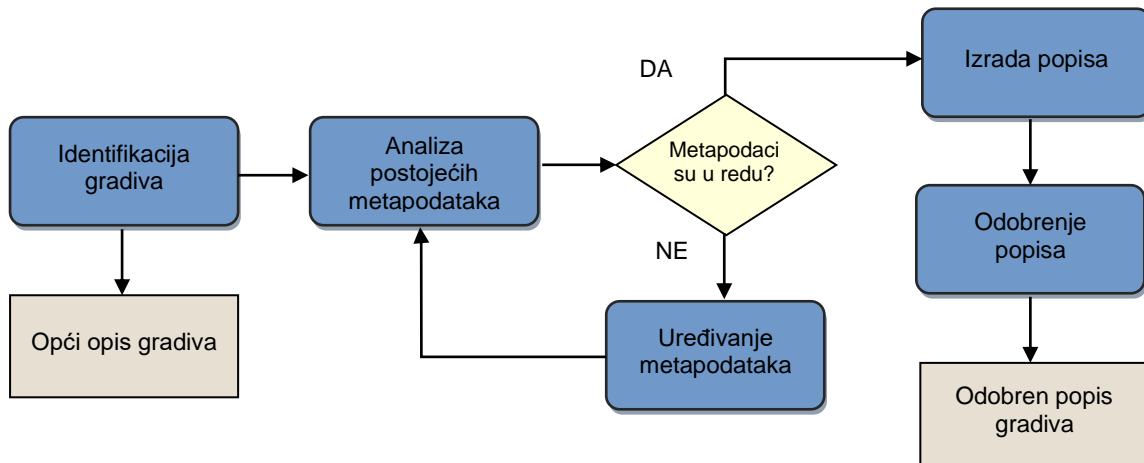 Identifikacija
gradiva
Opći opis gradiva
Analiza
postojećih
metapodataka
DA
Metapodaci
su u redu?
NE
Uređivanje
metapodataka
Izrada popisa
Odobrenje
popisa
Odobren popis
gradiva